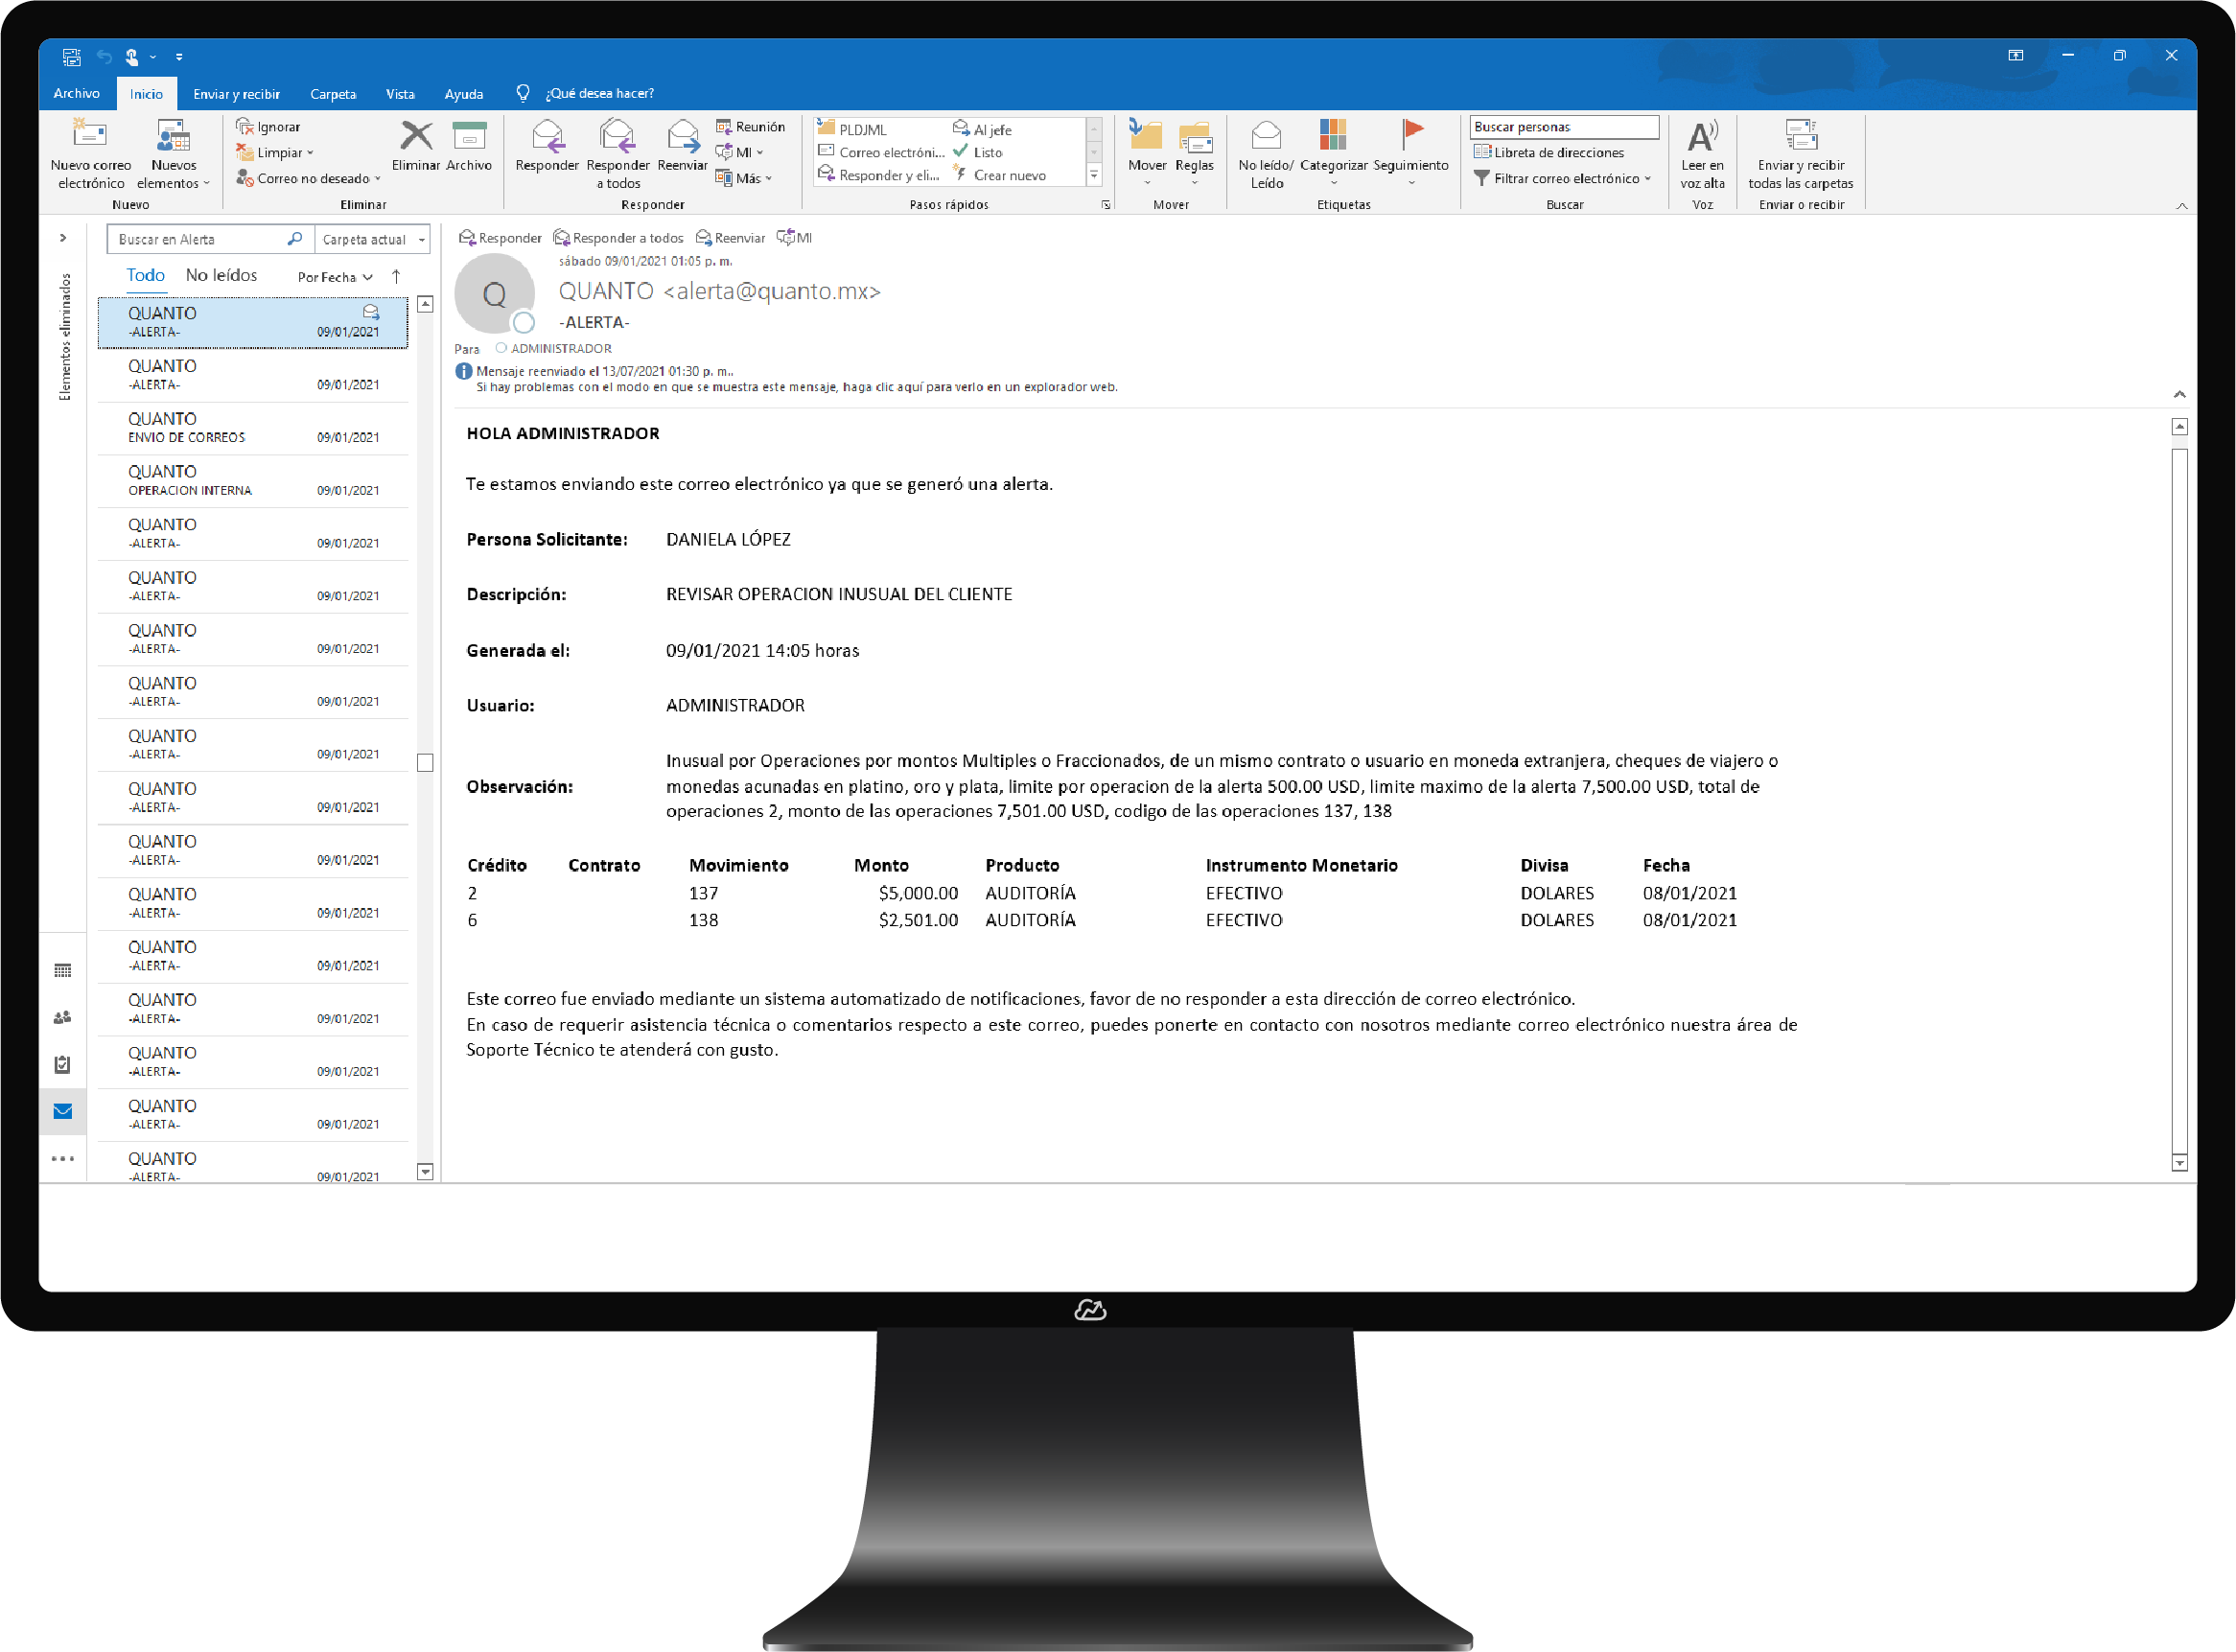 Archivo Inicio Enviar y recibir Carpeta Vista Ayuda ¿Qué desea hacer?
Nuevo correo electrónico
Nuevos elementos
Nuevo
Ignorar
Limpiar
Correo no deseado
Eliminar
Archivo
Eliminar
Responder
Responder a todos
Reenviar
Reunión
MI
Más
Responder
PLDJML
Correo electróni...
Responder y eli...
Al jefe
Listo
Crear nuevo
Pasos rápidos
Mover
Reglas
Mover
No leído/ Leído
Categorizar
Seguimiento
Etiquetas
Buscar personas
Libreta de direcciones
Filtrar correo electrónico
Buscar
Leer en voz alta
Voz
Enviar y recibir todas las carpetas
Enviar o recibir
Elementos eliminados
Buscar en Alerta Carpeta actual
Todo No leídos Por Fecha
QUANTO
-ALERTA- 09/01/2021
QUANTO
-ALERTA- 09/01/2021
QUANTO
ENVIO DE CORREOS 09/01/2021
QUANTO
OPERACION INTERNA 09/01/2021
QUANTO
-ALERTA- 09/01/2021
QUANTO
-ALERTA- 09/01/2021
QUANTO
-ALERTA- 09/01/2021
QUANTO
-ALERTA- 09/01/2021
QUANTO
-ALERTA- 09/01/2021
QUANTO
-ALERTA- 09/01/2021
QUANTO
-ALERTA- 09/01/2021
QUANTO
-ALERTA- 09/01/2021
QUANTO
-ALERTA- 09/01/2021
QUANTO
-ALERTA- 09/01/2021
QUANTO
-ALERTA- 09/01/2021
QUANTO
-ALERTA- 09/01/2021
QUANTO
-ALERTA- 09/01/2021
Responder Responder a todos Reenviar MI
sábado 09/01/2021 01:05 p. m.
Q
QUANTO <alerta@quanto.mx>
-ALERTA-
Para ADMINISTRADOR
Mensaje reenviado el 13/07/2021 01:30 p. m..
Si hay problemas con el modo en que se muestra este mensaje, haga clic aquí para verlo en un explorador web.
HOLA ADMINISTRADOR
Te estamos enviando este correo electrónico ya que se generó una alerta.
Persona Solicitante: DANIELA LÓPEZ
Descripción: REVISAR OPERACION INUSUAL DEL CLIENTE
Generada el: 09/01/2021 14:05 horas
Usuario: ADMINISTRADOR
Observación:
Inusual por Operaciones por montos Multiples o Fraccionados, de un mismo contrato o usuario en moneda extranjera, cheques de viajero o
monedas acunadas en platino, oro y plata, limite por operacion de la alerta 500.00 USD, limite maximo de la alerta 7,500.00 USD, total de
operaciones 2, monto de las operaciones 7,501.00 USD, codigo de las operaciones 137, 138
Crédito Contrato Movimiento Monto Producto Instrumento Monetario Divisa Fecha
2 137 $5,000.00 AUDITORÍA EFECTIVO DOLARES 08/01/2021
6 138 $2,501.00 AUDITORÍA EFECTIVO DOLARES 08/01/2021
Este correo fue enviado mediante un sistema automatizado de notificaciones, favor de no responder a esta dirección de correo electrónico.
En caso de requerir asistencia técnica o comentarios respecto a este correo, puedes ponerte en contacto con nosotros mediante correo electrónico nuestra área de
Soporte Técnico te atenderá con gusto.